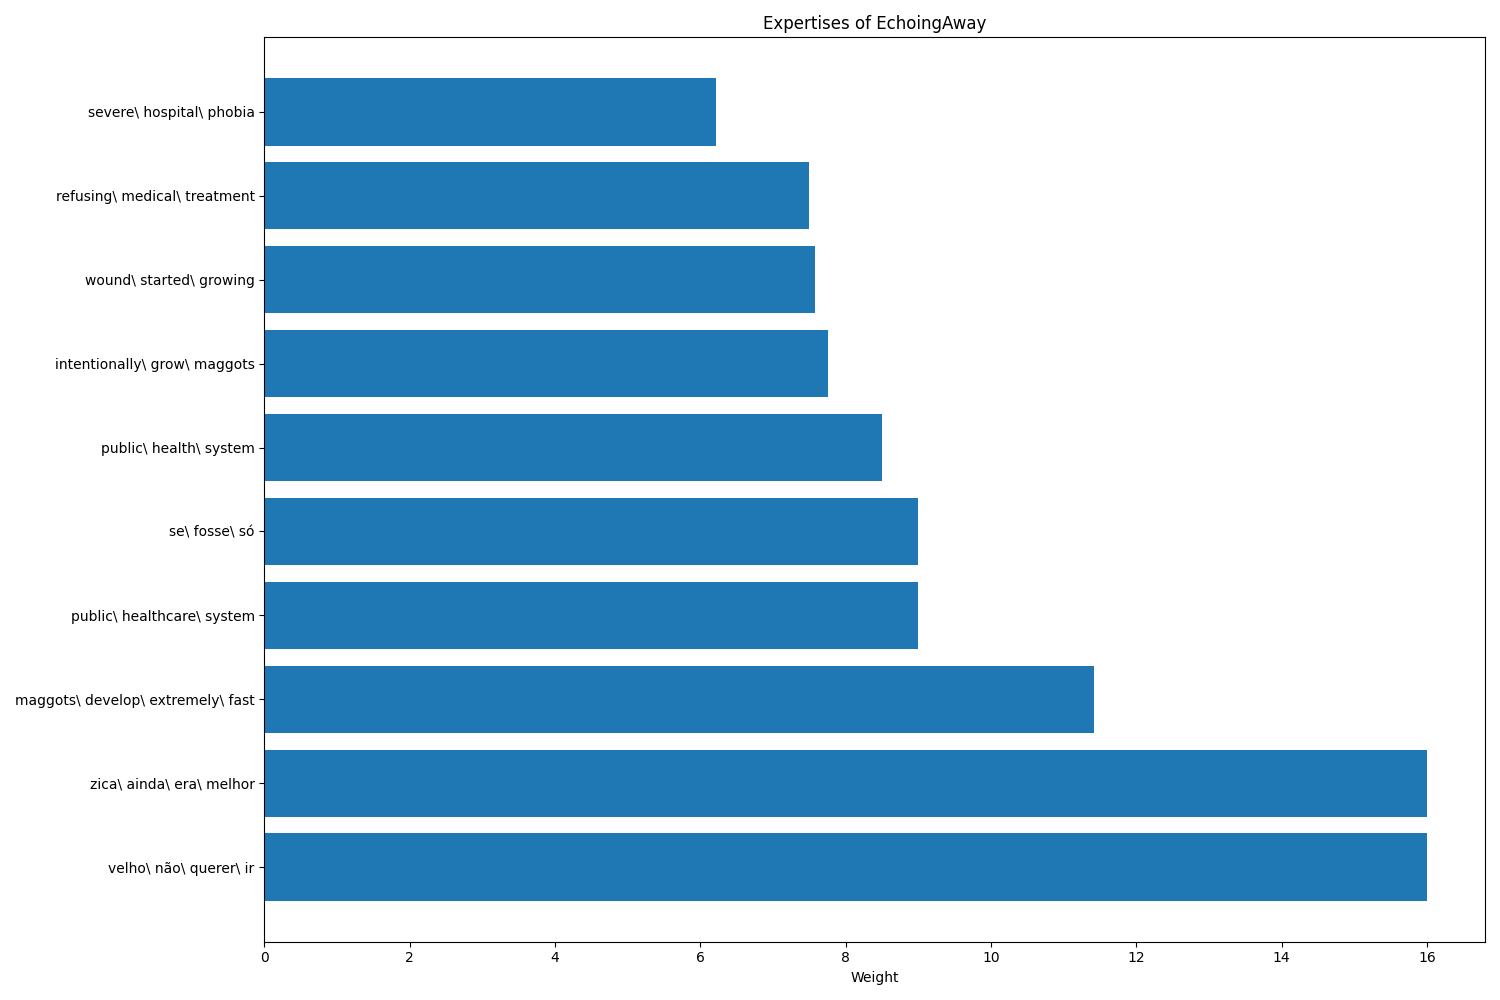 Expertises of EchoingAway
severe\ hospital\ phobia
refusing\ medical\ treatment
wound\ started\ growing
intentionally\ grow\ maggots
public\ health\ system
se\ fosse\ só
public\ healthcare\ system
maggots\ develop\ extremely\ fast
zica\ ainda\ era\ melhor
velho\ não\ querer\ ir
0 2 4 6 8 10 12 14 16
Weight